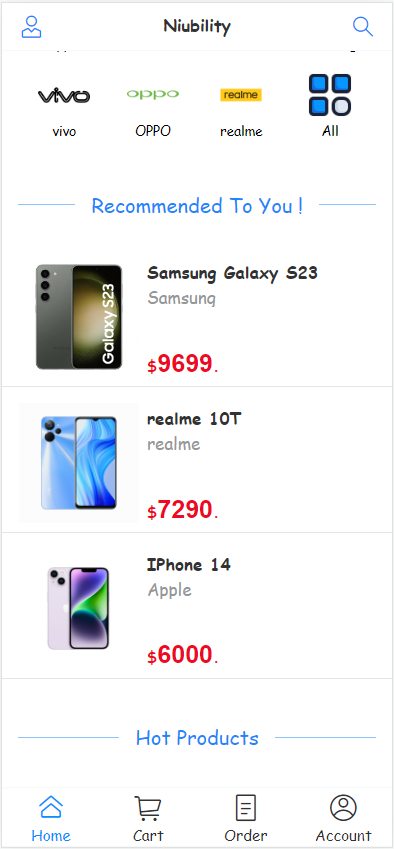 Niubility
vivo OPPO realme
vivo OPPO realme All
Recommended To You !
Samsung Galaxy S23
Samsung
Galaxy S23
$9699.
realme 10T
realme
$7290.
IPhone 14
Apple
$6000.
Hot Products
Home Cart Order Account